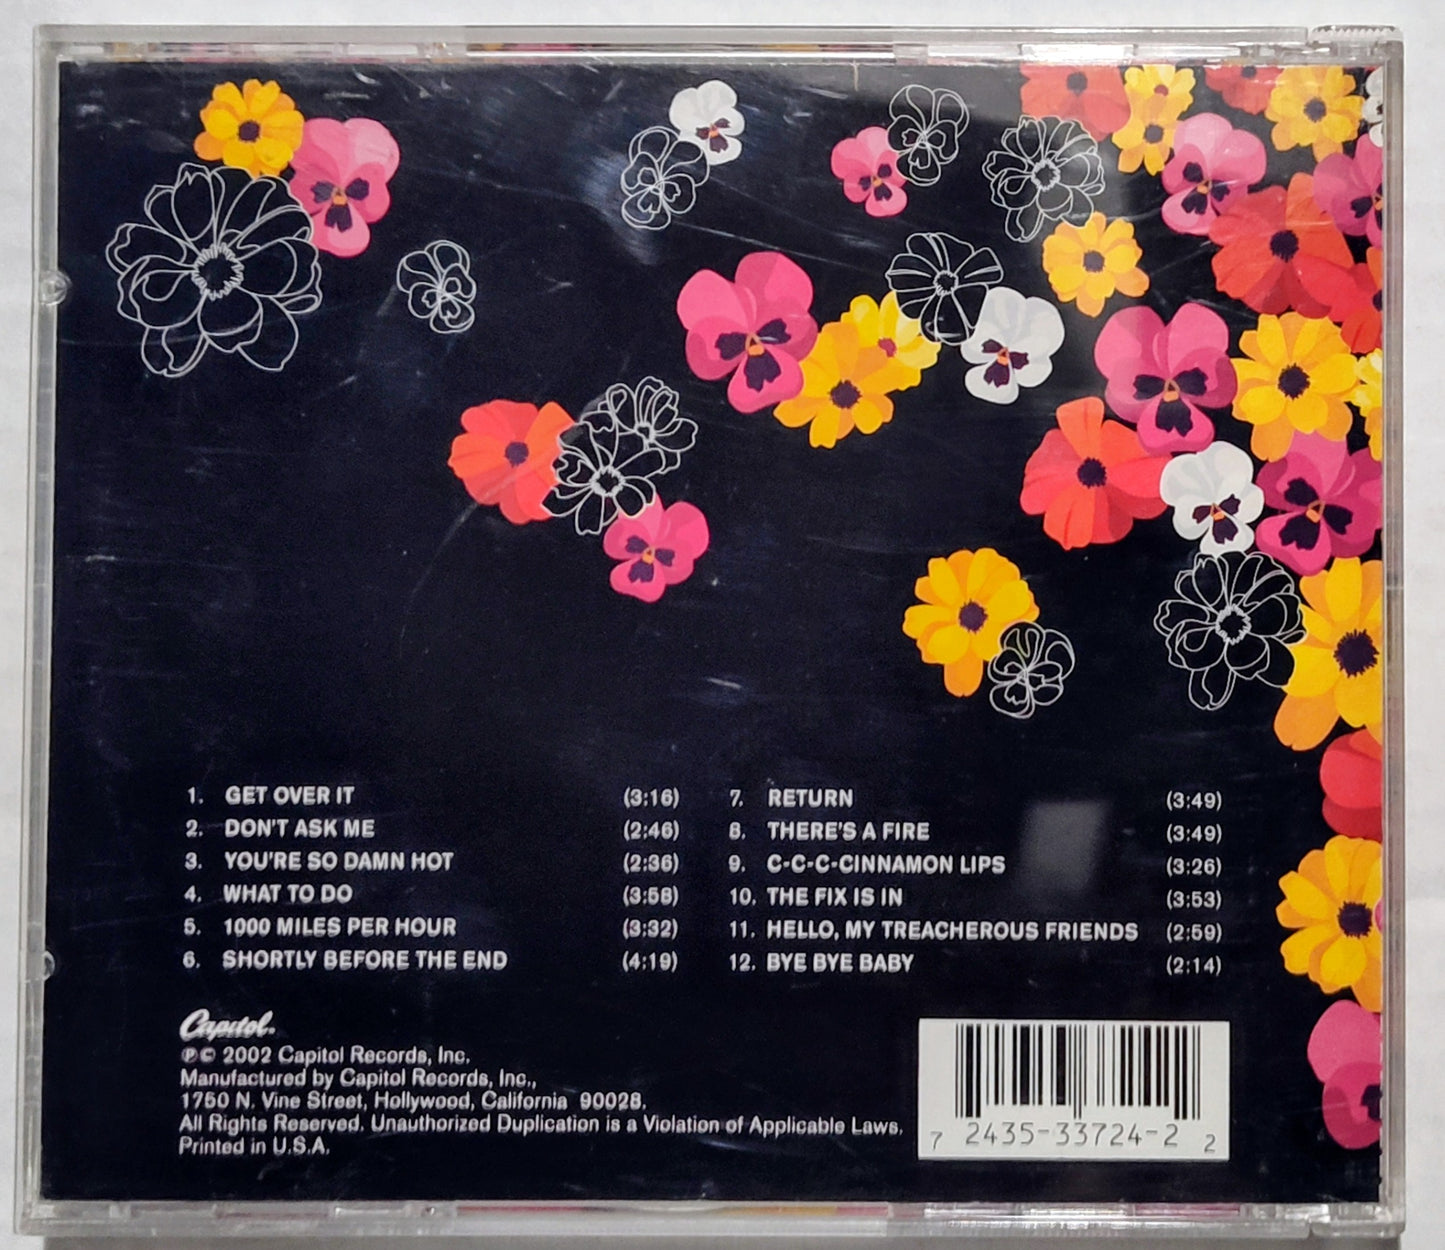 1. GET OVER IT (3:16)
2. DON'T ASK ME (2:46)
3. YOU'RE SO DAMN HOT (2:36)
4. WHAT TO DO (3:58)
5. 1000 MILES PER HOUR (3:32)
6. SHORTLY BEFORE THE END (4:19)
7. RETURN (3:49)
8. THERE'S A FIRE (3:49)
9. C-C-C-CINNAMON LIPS (3:26)
10. THE FIX IS IN (3:53)
11. HELLO, MY TREACHEROUS FRIENDS (2:59)
12. BYE BYE BABY (2:14)
Capitol®
℗© 2002 Capitol Records, Inc.
Manufactured by Capitol Records, Inc.,
1750 N. Vine Street, Hollywood, California 90028.
All Rights Reserved. Unauthorized Duplication is a Violation of Applicable Laws.
Printed in U.S.A.
7 2435-33724-2 2